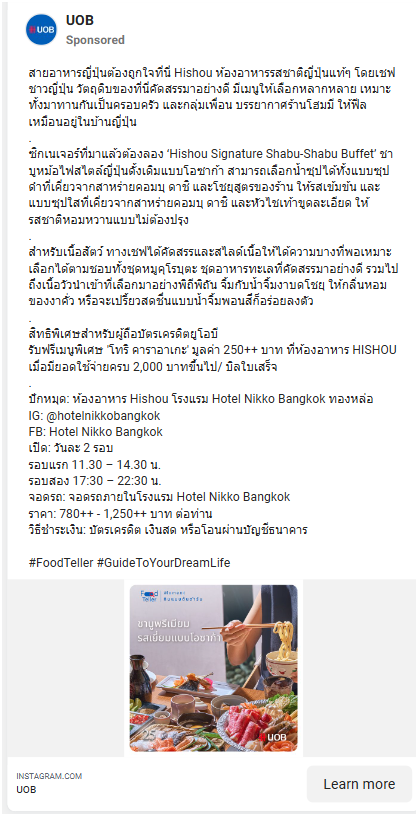 UOB
UOB
Sponsored
สายอาหารญี่ปุ่นต้องถูกใจที่นี่ Hishou ห้องอาหารรสชาติญี่ปุ่นแท้ๆ โดยเชฟ
ชาวญี่ปุ่น วัตถุดิบของที่นี่คัดสรรมาอย่างดี มีเมนูให้เลือกหลากหลาย เหมาะ
ทั้งมาทานกันเป็นครอบครัว และกลุ่มเพื่อน บรรยากาศร้านโฮมมี่ ให้ฟีล
เหมือนอยู่ในบ้านญี่ปุ่น
.
ซิกเนเจอร์ที่มาแล้วต้องลอง ‘Hishou Signature Shabu-Shabu Buffet’ ชา
บูหม้อไฟสไตล์ญี่ปุ่นดั้งเดิมแบบโอซาก้า สามารถเลือกน้ำซุปได้ทั้งแบบซุป
ดำที่เคี่ยวจากสาหร่ายคอมบุ ดาชิ และโชยุสูตรของร้าน ให้รสเข้มข้น และ
แบบซุปใสที่เคี่ยวจากสาหร่ายคอมบุ ดาชิ และหัวไชเท้าขูดละเอียด ให้
รสชาติหอมหวานแบบไม่ต้องปรุง
.
สำหรับเนื้อสัตว์ ทางเชฟได้คัดสรรและสไลด์เนื้อให้ได้ความบางที่พอเหมาะ
เลือกได้ตามชอบทั้งชุดหมูคุโรบุตะ ชุดอาหารทะเลที่คัดสรรมาอย่างดี รวมไป
ถึงเนื้อวัวนำเข้าที่เลือกมาอย่างพิถีพิถัน จิ้มกับน้ำจิ้มงาบดโชยุ ให้กลิ่นหอม
ของงาคั่ว หรือจะเปรี้ยวสดชื่นแบบน้ำจิ้มพอนสึก็อร่อยลงตัว
.
สิทธิพิเศษสำหรับผู้ถือบัตรเครดิตยูโอบี
รับฟรีเมนูพิเศษ 'โทริ คาราอาเกะ' มูลค่า 250++ บาท ที่ห้องอาหาร HISHOU
เมื่อมียอดใช้จ่ายครบ 2,000 บาทขึ้นไป/ บิลใบเสร็จ
.
ปักหมุด: ห้องอาหาร Hishou โรงแรม Hotel Nikko Bangkok ทองหล่อ
IG: @hotelnikkobangkok
FB: Hotel Nikko Bangkok
เปิด: วันละ 2 รอบ
รอบแรก 11.30 – 14.30 น.
รอบสอง 17:30 – 22:30 น.
จอดรถ: จอดรถภายในโรงแรม Hotel Nikko Bangkok
ราคา: 780++ - 1,250++ บาท ต่อท่าน
วิธีชำระเงิน: บัตรเครดิต เงินสด หรือโอนผ่านบัญชีธนาคาร
#FoodTeller #GuideToYourDreamLife
Food
Teller
ชาบูพรีเมียม
รสเยี่ยมแบบโอซาก้า
UOB
INSTAGRAM.COM
UOB
Learn more